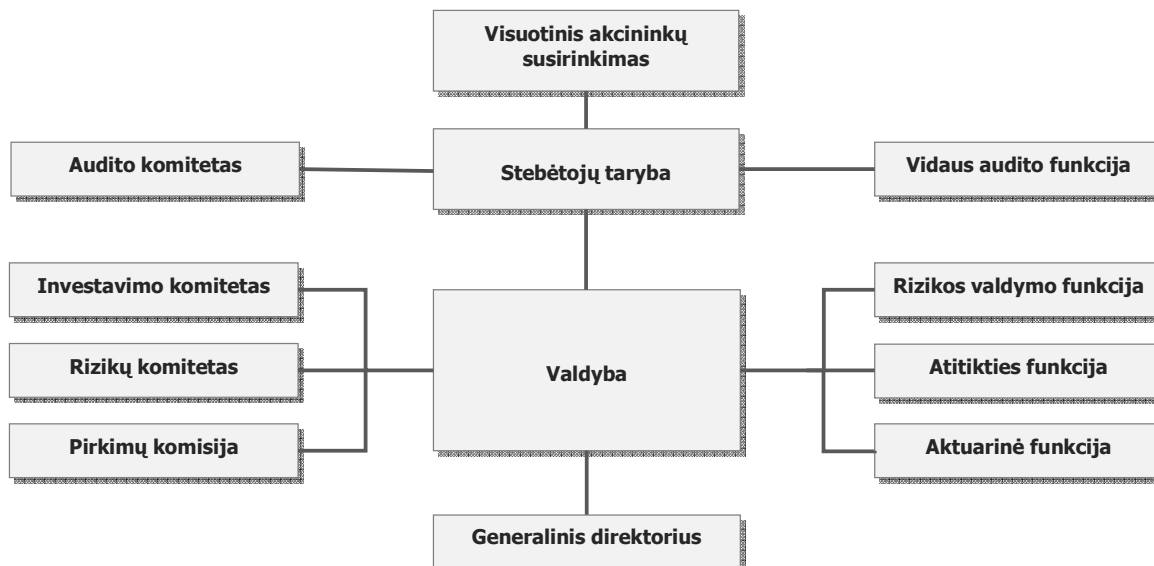 Visuotinis akcininkų
susirinkimas
Audito komitetas
Stebėtojų taryba
Vidaus audito funkcija
Investavimo komitetas
Rizikos valdymo funkcija
Rizikų komitetas
Valdyba
Atitikties funkcija
Pirkimų komisija
Aktuarinė funkcija
Generalinis direktorius